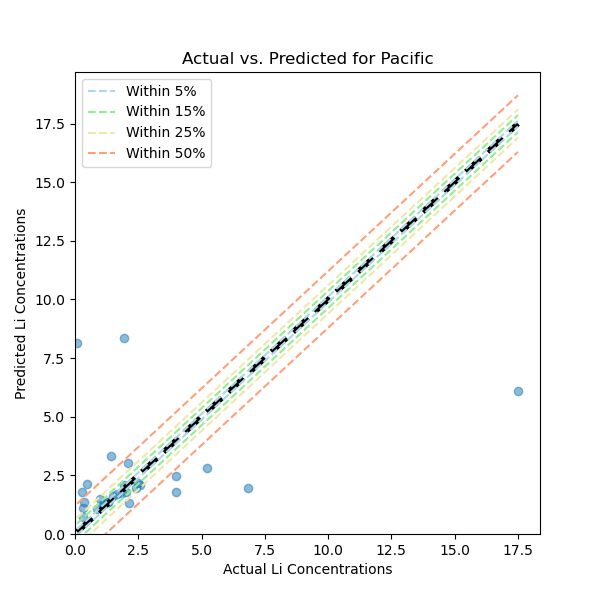 Actual vs. Predicted for Pacific
Within 5%
Within 15%
Within 25%
Within 50%
Predicted Li Concentrations
17.5
15.0
12.5
10.0
7.5
5.0
2.5
0.0
0.0 2.5 5.0 7.5 10.0 12.5 15.0 17.5
Actual Li Concentrations